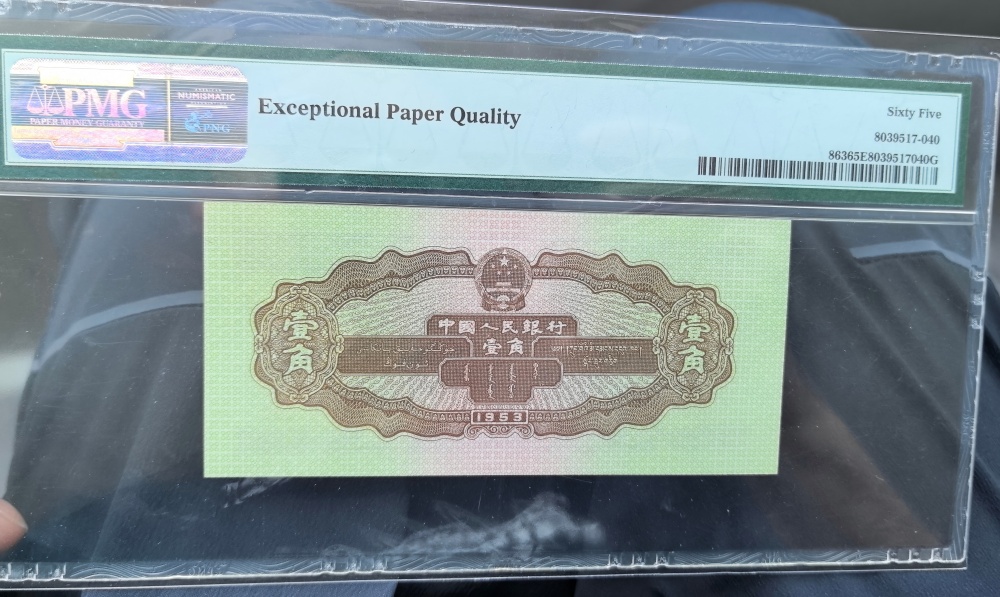 PMG
PAPER MONEY GUARANTY
AMERICAN
NUMISMATIC
PNG
Exceptional Paper Quality
Sixty Five
8039517-040
86365E8039517040G
中國人民銀行
壹角
壹角
壹角
1953